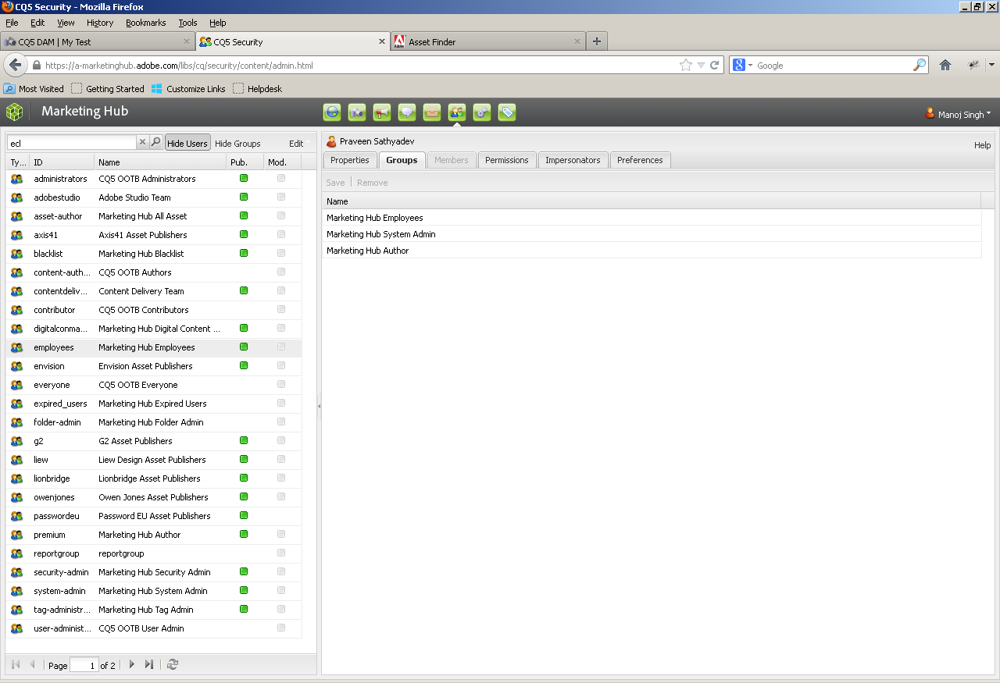 CQ5 Security - Mozilla Firefox
File Edit View History Bookmarks Tools Help
CQ5 DAM | My Test
CQ5 Security
Adobe
Asset Finder
https://a-marketinghub.adobe.com/libs/cq/security/content/admin.html
8 Google
Most Visited Getting Started Customize Links Helpdesk
Marketing Hub
Manoj Singh
ecl Hide Users Hide Groups Edit
Ty... ID Name Pub. Mod.
administrators CQ5 OOTB Administrators
adobestudio Adobe Studio Team
asset-author Marketing Hub All Asset
axis41 Axis41 Asset Publishers
blacklist Marketing Hub Blacklist
content-auth... CQ5 OOTB Authors
contentdeliv... Content Delivery Team
contributor CQ5 OOTB Contributors
digitalconma... Marketing Hub Digital Content ...
employees Marketing Hub Employees
envision Envision Asset Publishers
everyone CQ5 OOTB Everyone
expired_users Marketing Hub Expired Users
folder-admin Marketing Hub Folder Admin
g2 G2 Asset Publishers
liew Liew Design Asset Publishers
lionbridge Lionbridge Asset Publishers
owenjones Owen Jones Asset Publishers
passwordeu Password EU Asset Publishers
premium Marketing Hub Author
reportgroup reportgroup
security-admin Marketing Hub Security Admin
system-admin Marketing Hub System Admin
tag-administr... Marketing Hub Tag Admin
user-administ... CQ5 OOTB User Admin
Page 1 of 2
Praveen Sathyadev
Help
Properties Groups Members Permissions Impersonators Preferences
Save Remove
Name
Marketing Hub Employees
Marketing Hub System Admin
Marketing Hub Author